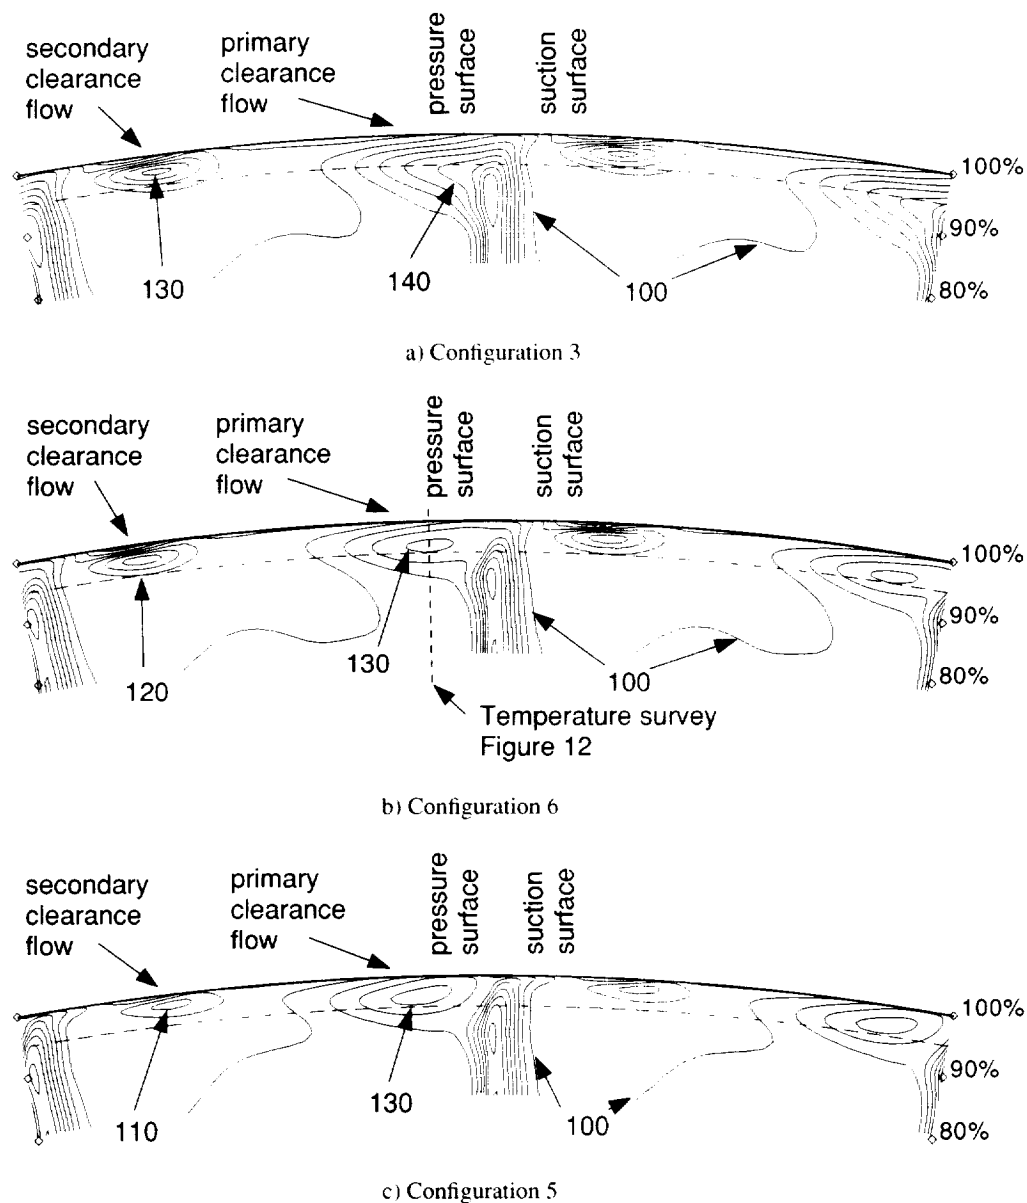 secondary
clearance
flow
primary
clearance
flow
pressure
surface
suction
surface
100%
90%
80%
130
140
100
a) Configuration 3
secondary
clearance
flow
primary
clearance
flow
pressure
surface
suction
surface
100%
90%
80%
120
130
100
Temperature survey
Figure 12
b) Configuration 6
secondary
clearance
flow
primary
clearance
flow
pressure
surface
suction
surface
100%
90%
80%
110
130
100
c) Configuration 5